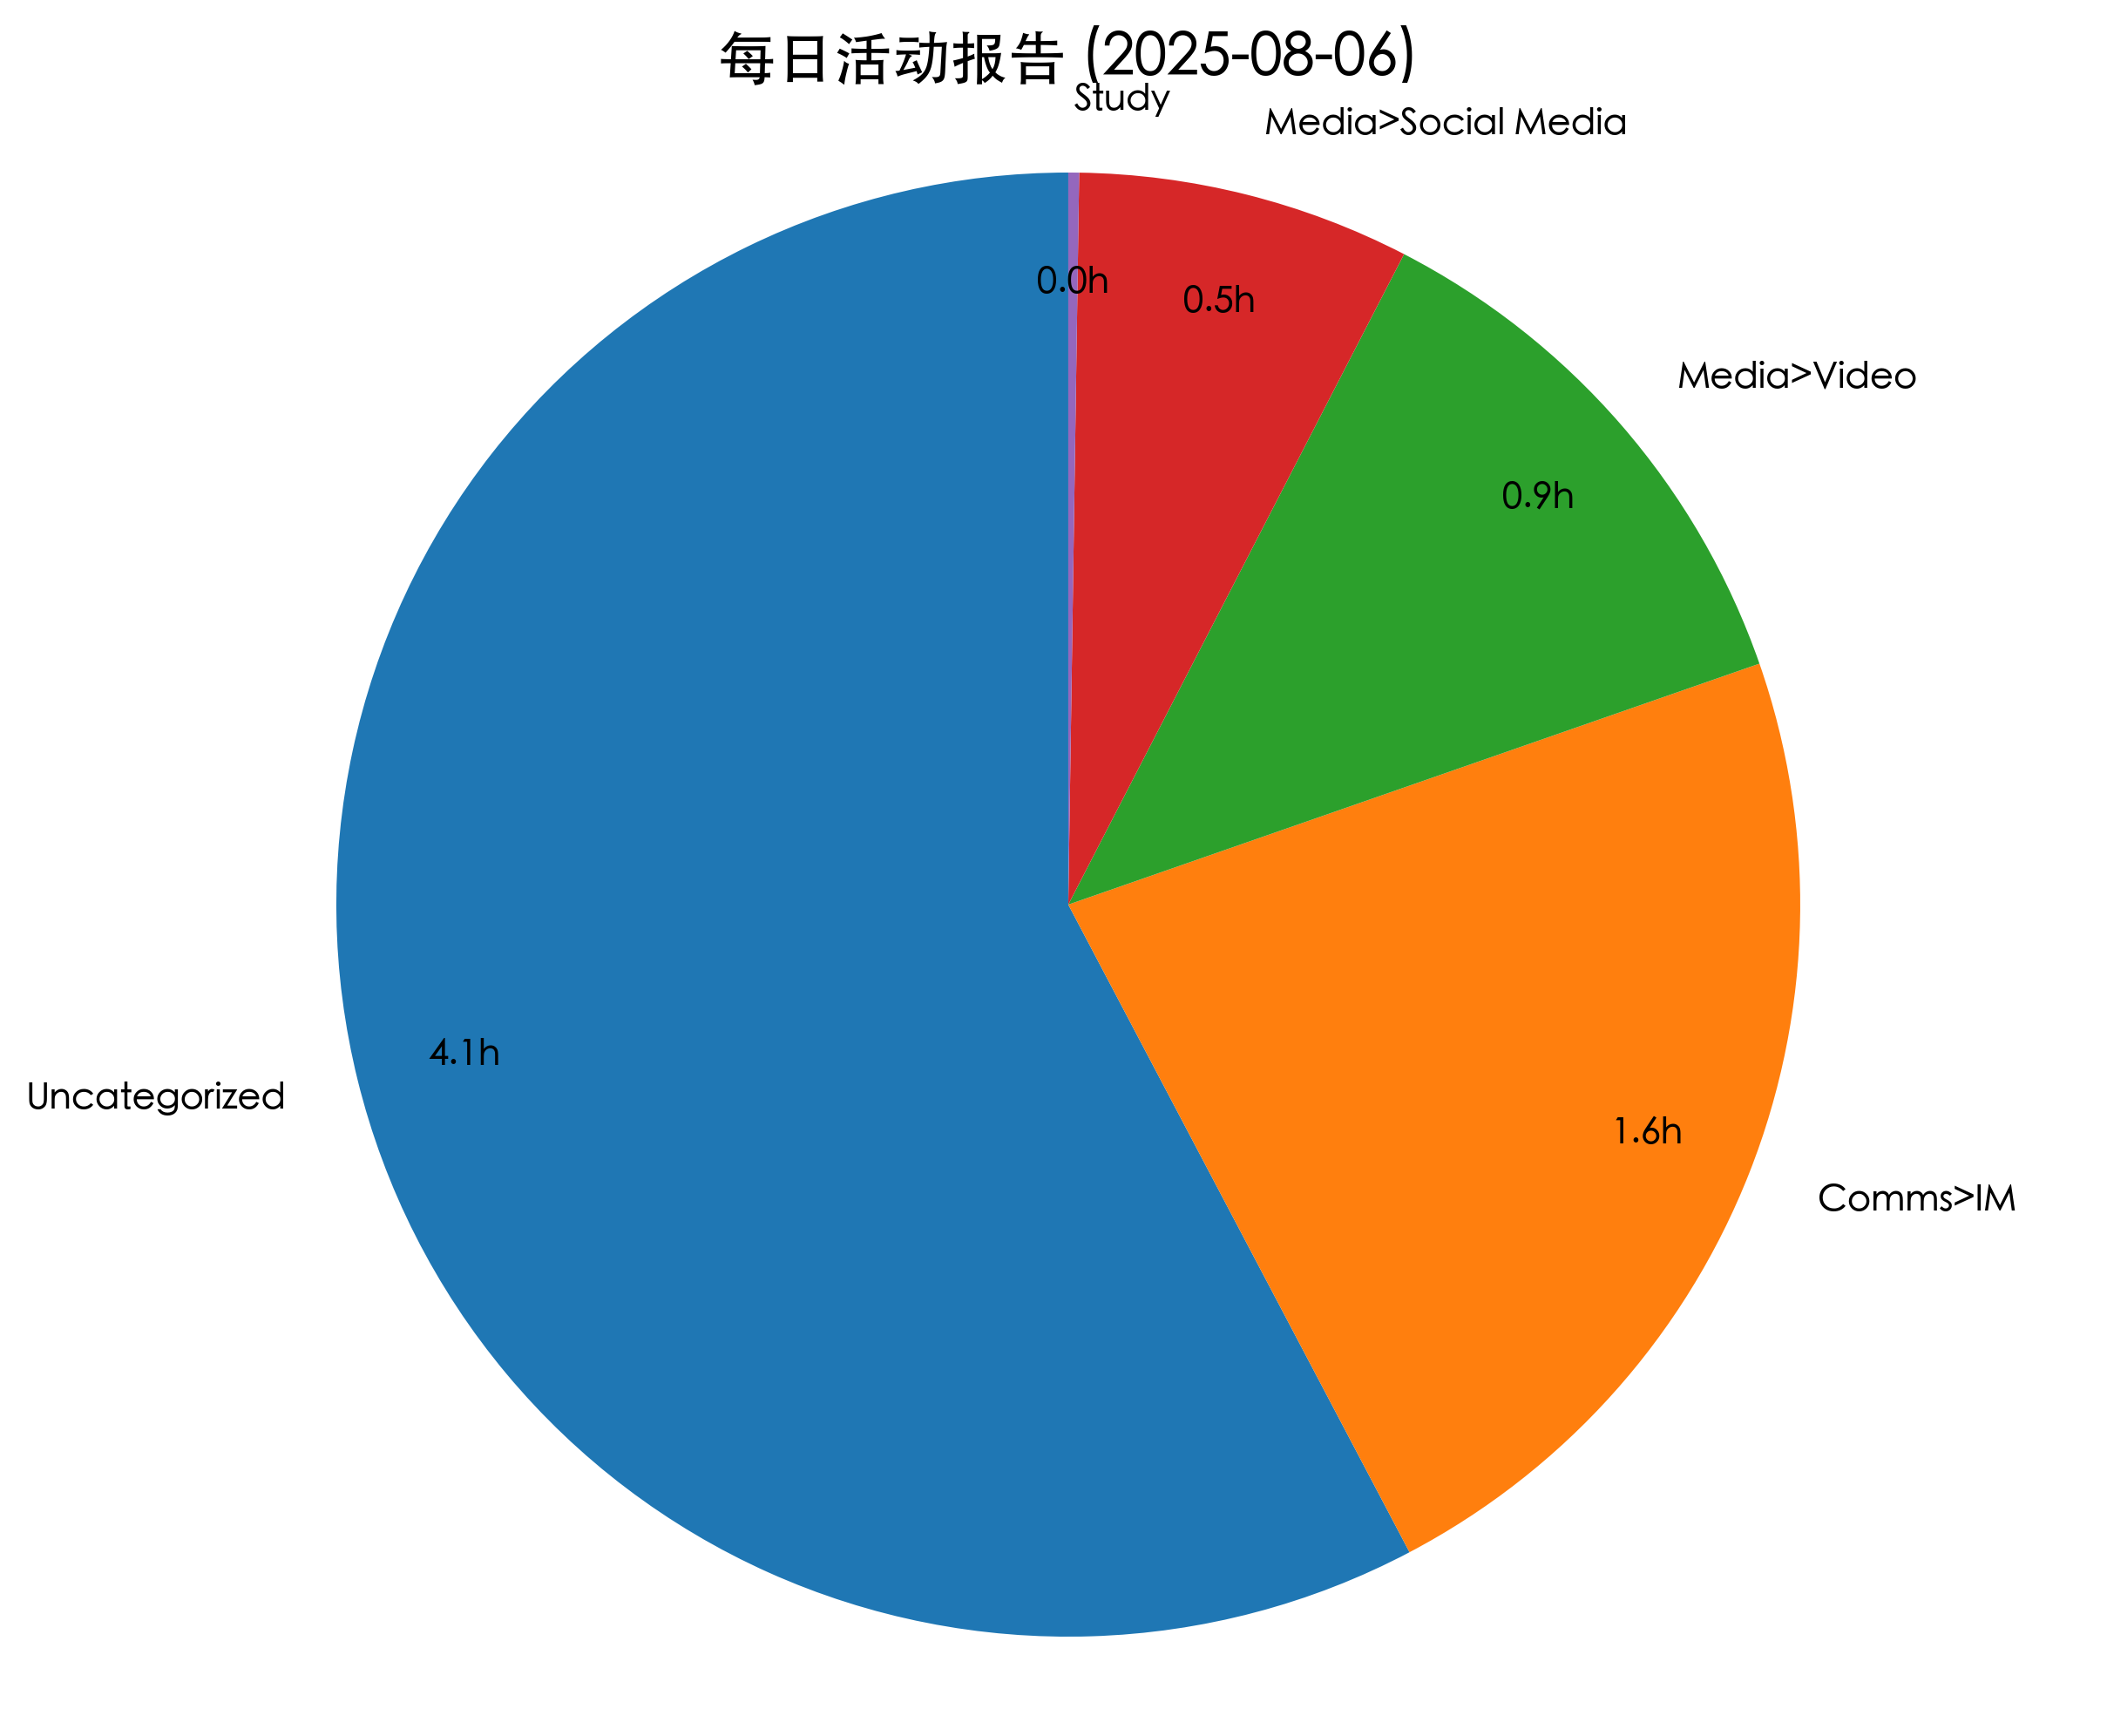 每日活动报告 (2025-08-06)
Study
Media>Social Media
0.0h
0.5h
Media>Video
0.9h
4.1h
Uncategorized
1.6h
Comms>IM